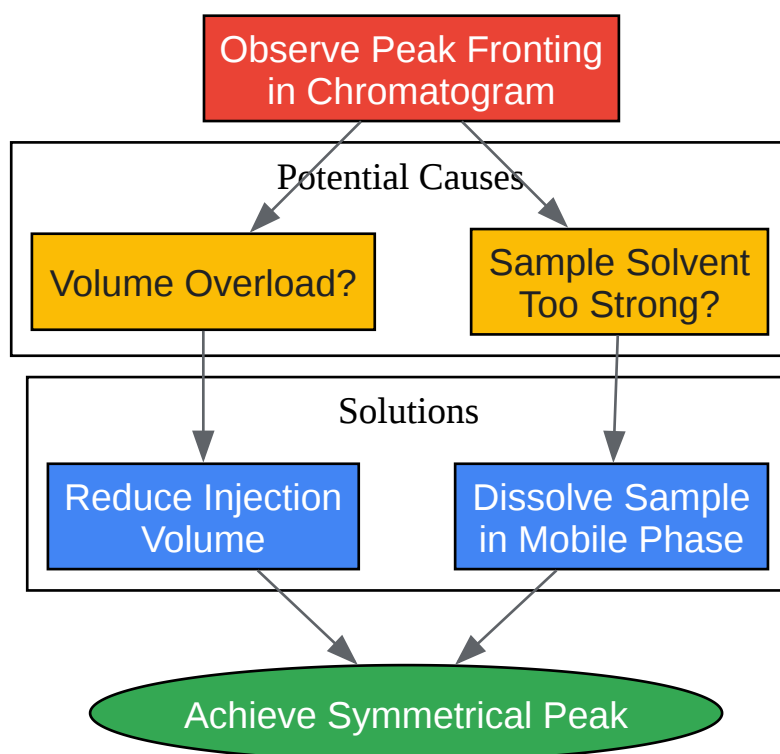 Observe Peak Fronting
in Chromatogram
Potential Causes
Volume Overload?
Sample Solvent
Too Strong?
Solutions
Reduce Injection
Volume
Dissolve Sample
in Mobile Phase
Achieve Symmetrical Peak